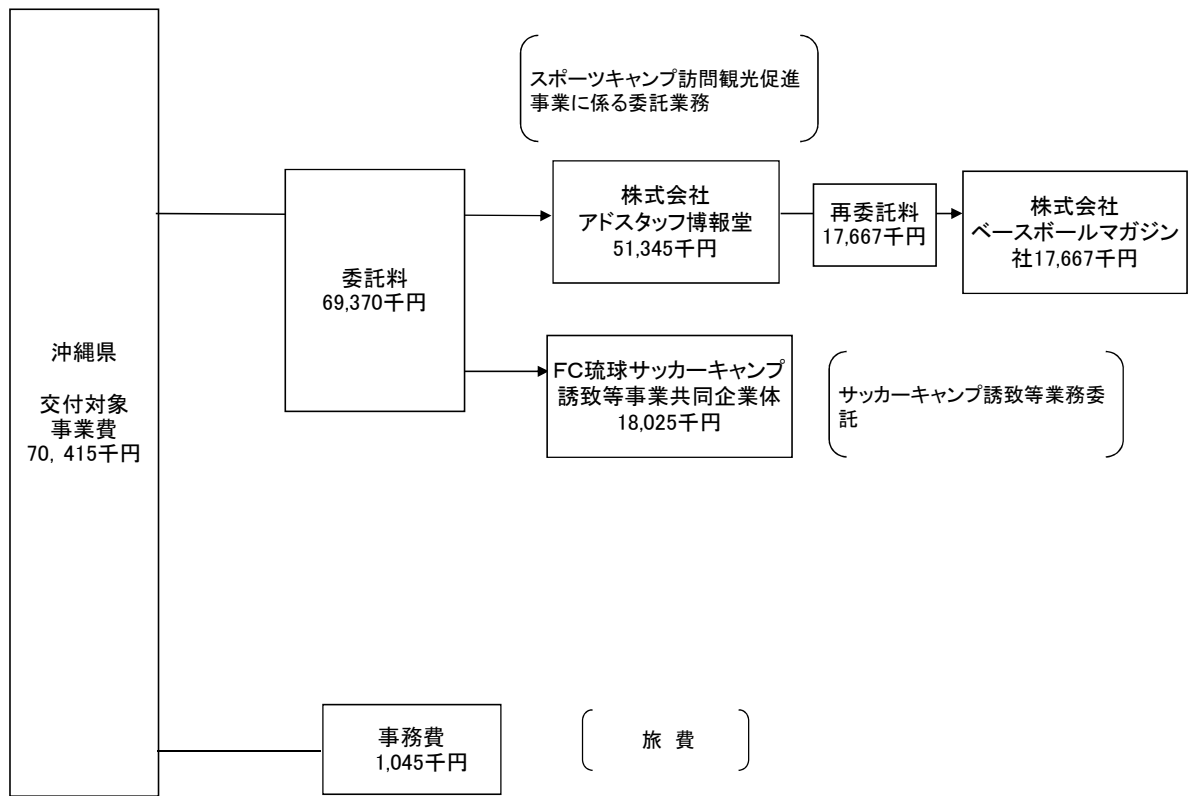 沖縄県
交付対象
事業費
70,415千円
委託料
69,370千円
スポーツキャンプ訪問観光促進
事業に係る委託業務
株式会社
アドスタッフ博報堂
51,345千円
再委託料
17,667千円
株式会社
ベースボールマガジン
社17,667千円
FC琉球サッカーキャンプ
誘致等事業共同企業体
18,025千円
サッカーキャンプ誘致等業務委
託
事務費
1,045千円
旅 費